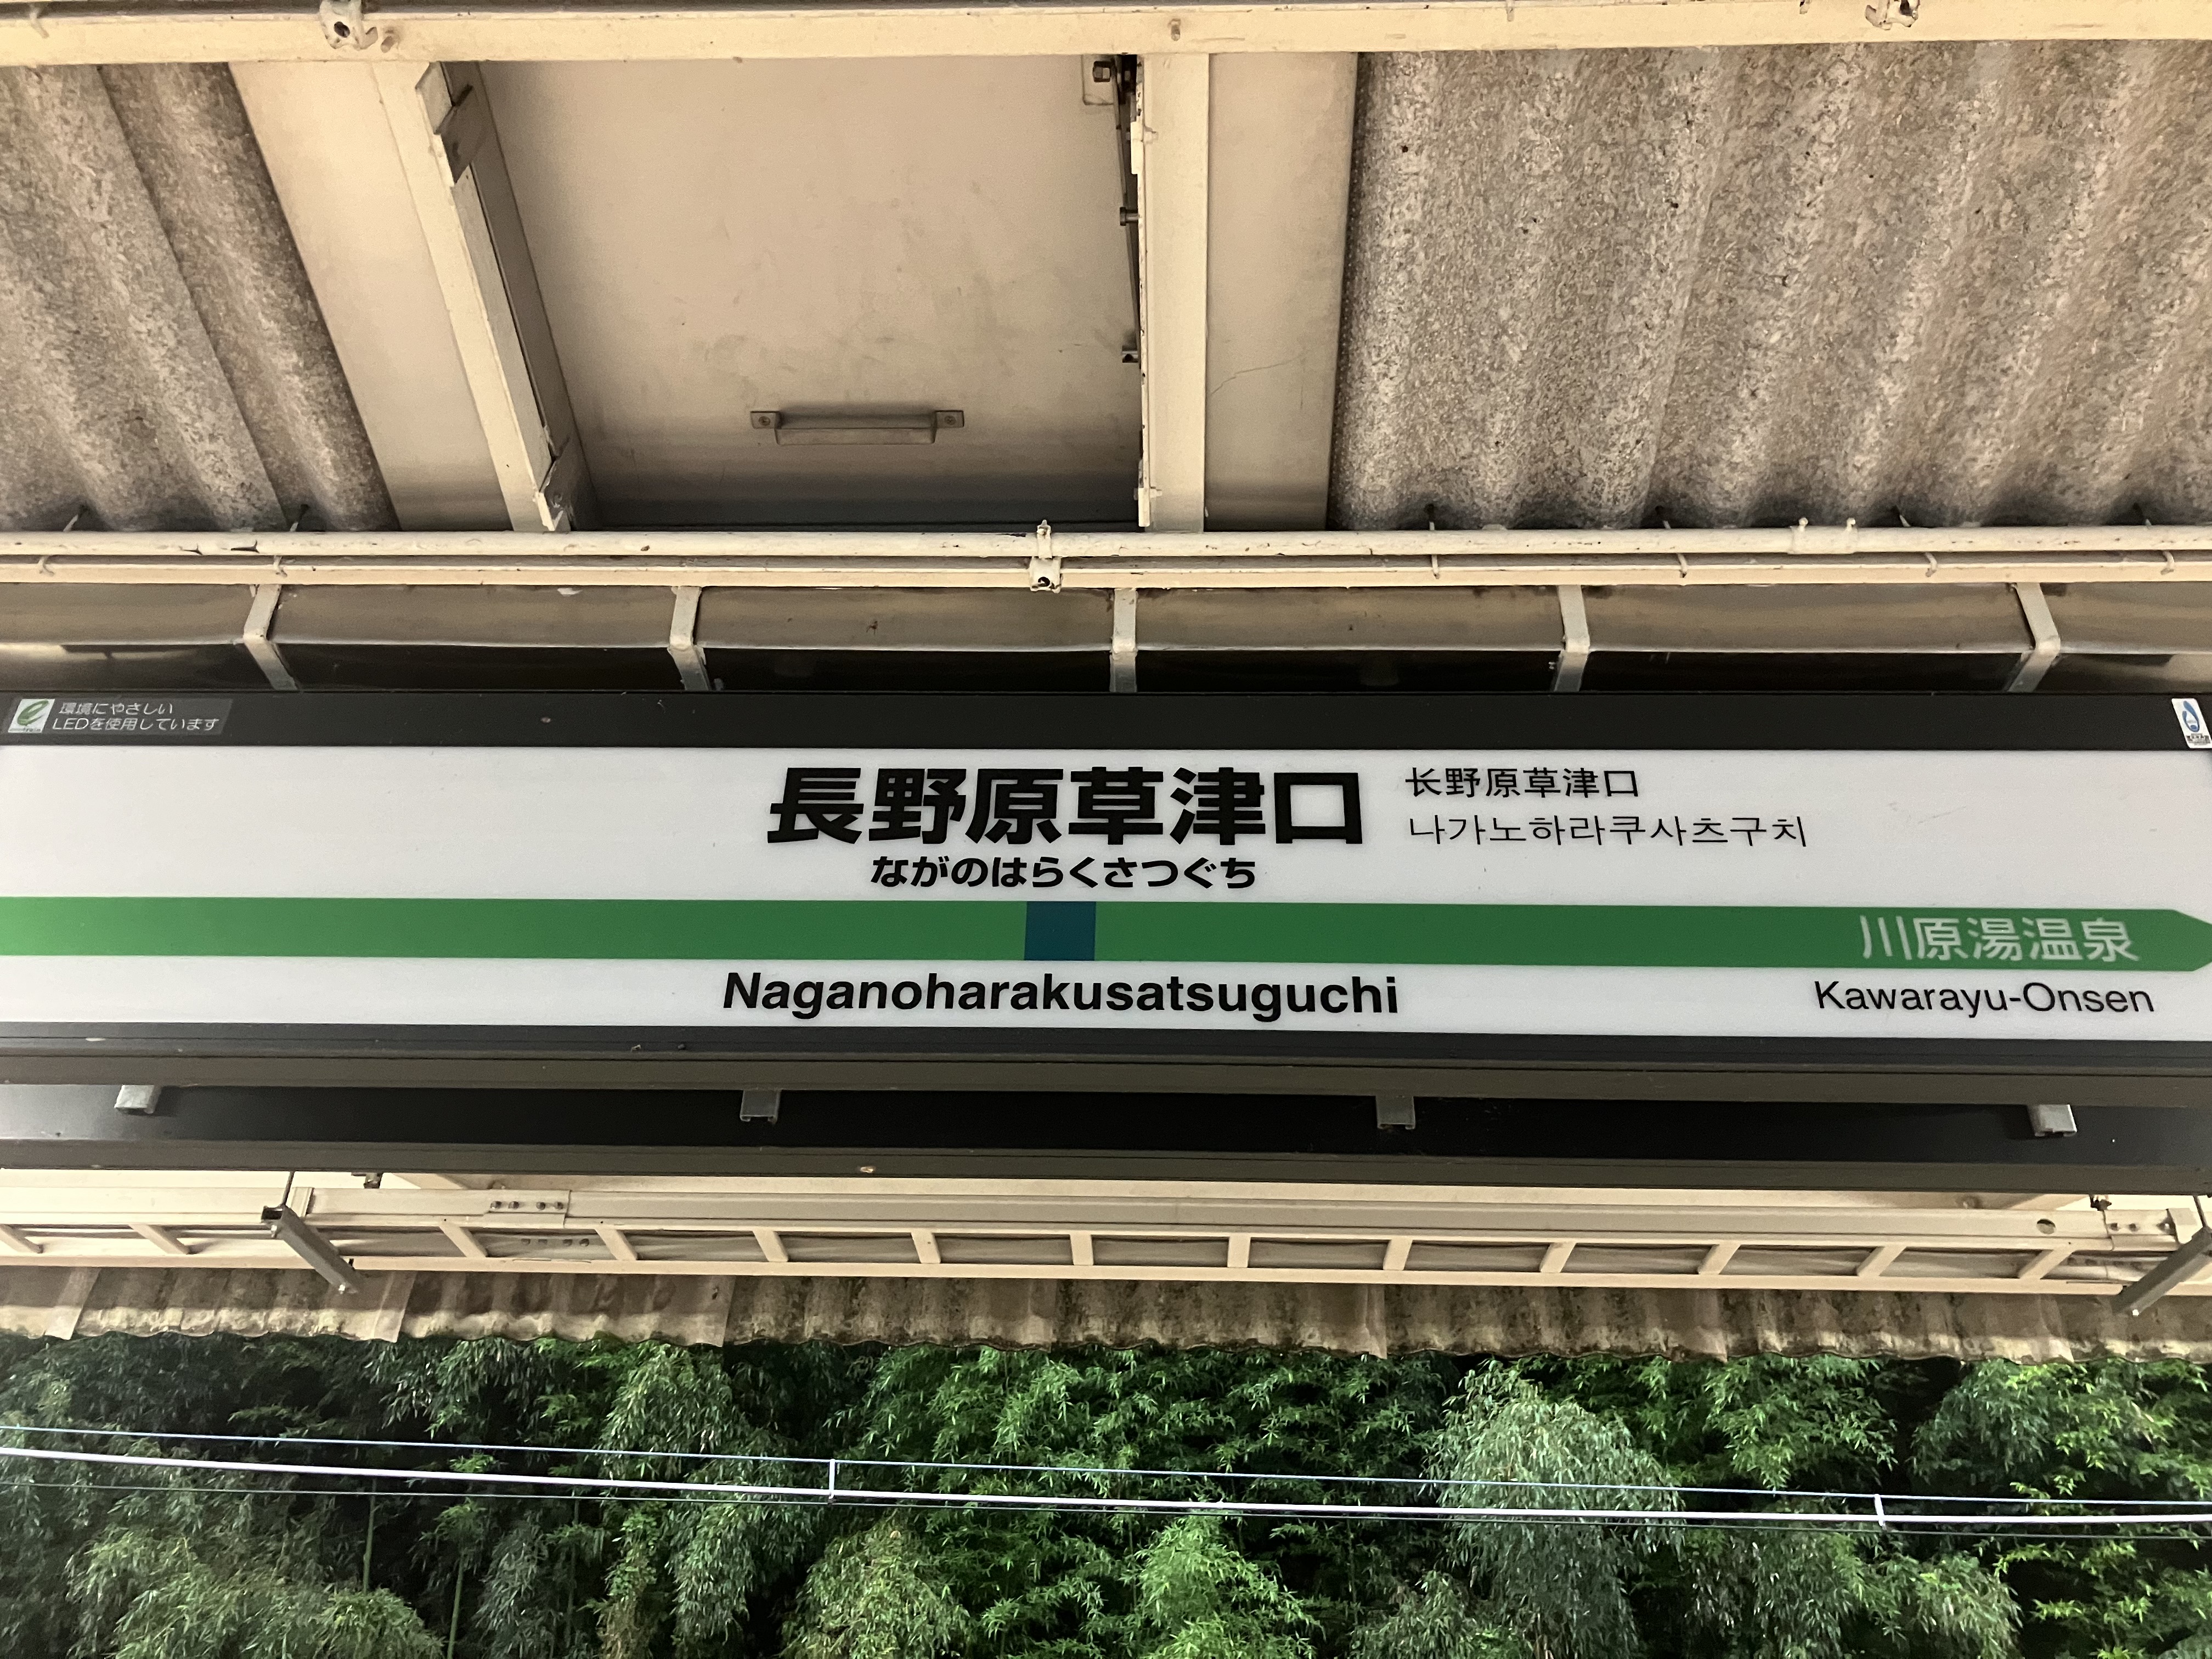 環境にやさしい
LEDを使用しています
長野原草津口
长野原草津口
나가노하라쿠사츠구치
ながのはらくさつぐち
川原湯温泉
Naganoharakusatsuguchi
Kawarayu-Onsen